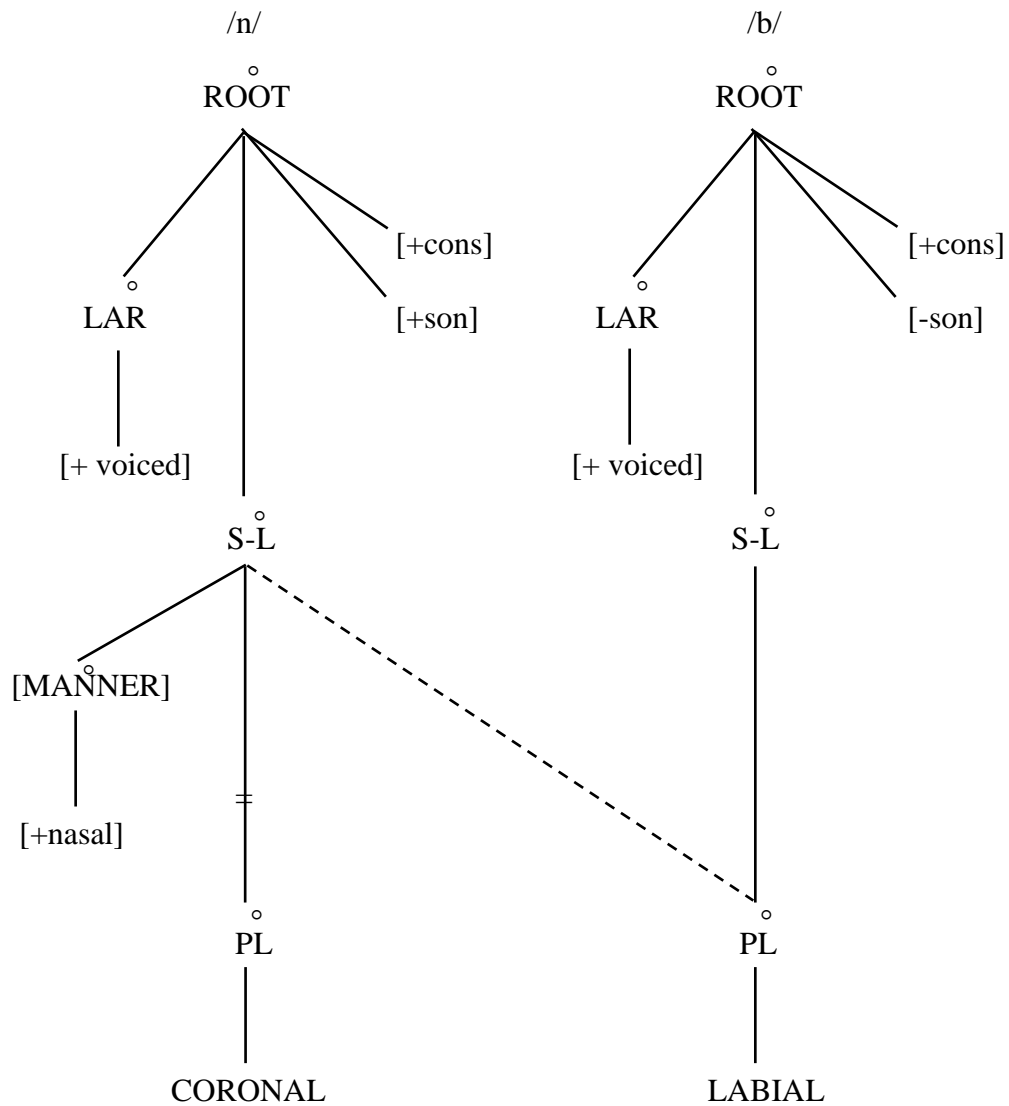 /n/ /b/
ROOT ROOT
[+cons] [+cons]
LAR [+son] LAR [-son]
[+ voiced] [+ voiced]
S-L S-L
[MANNER]
[+nasal]
PL PL
CORONAL LABIAL